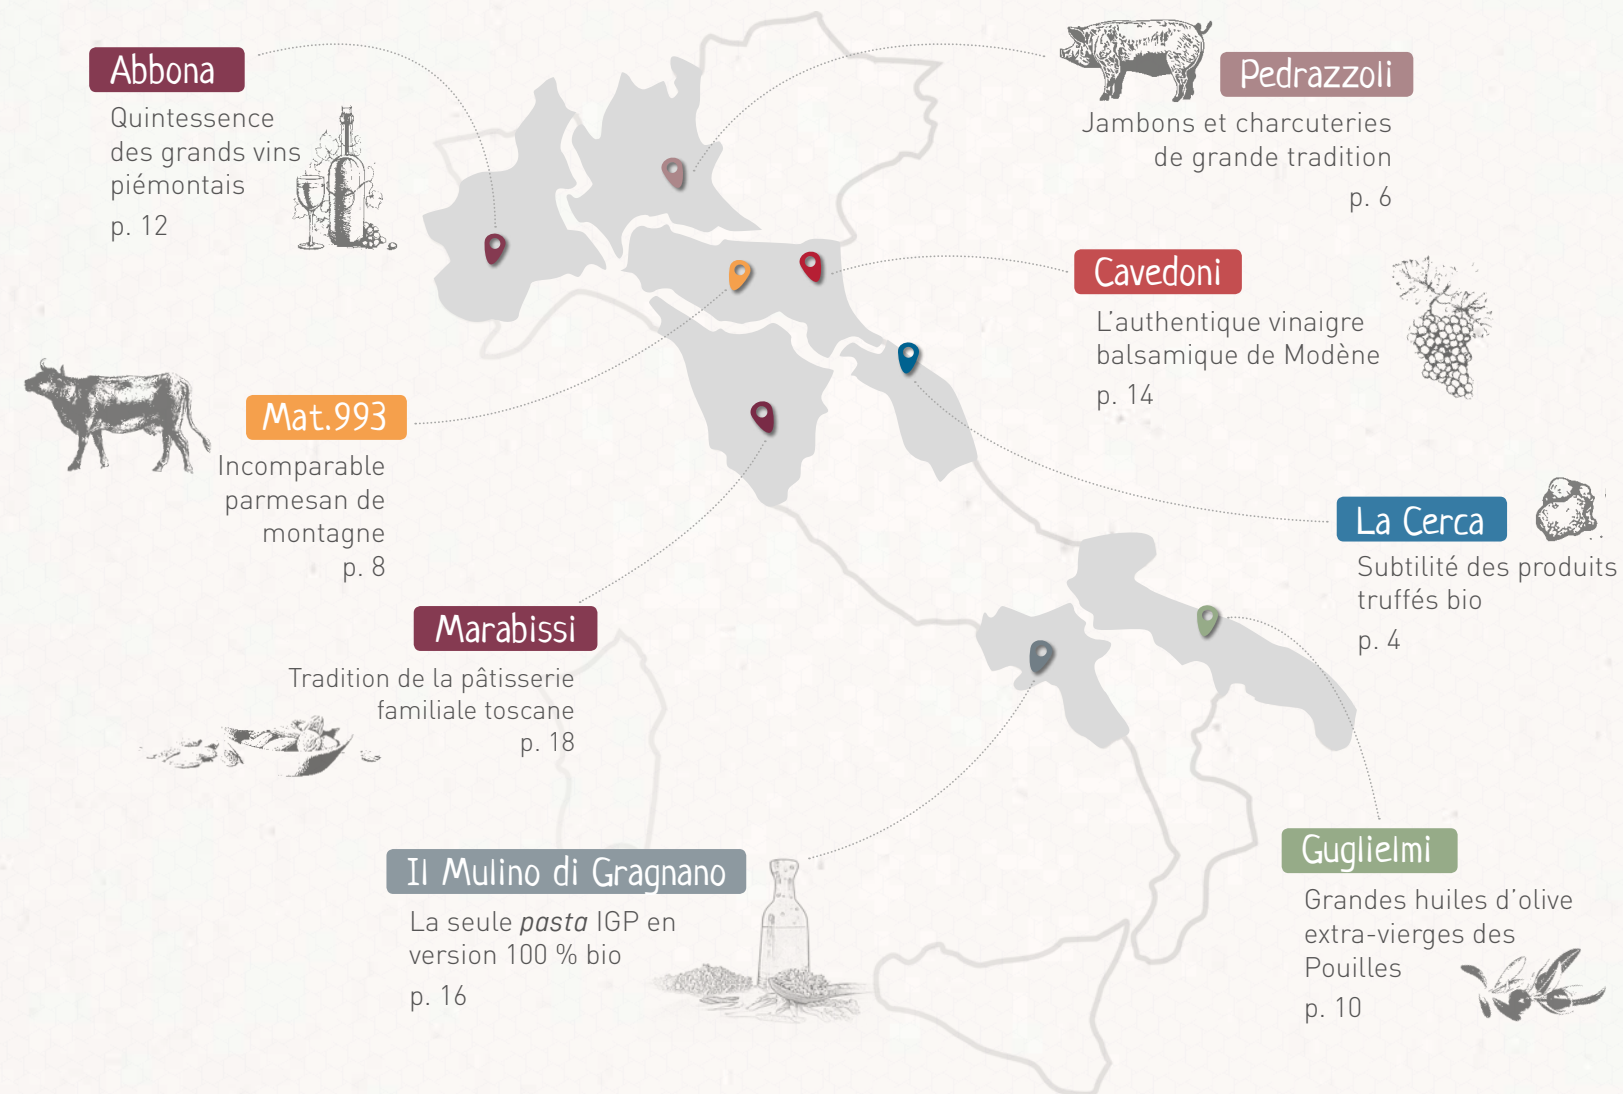 Abbona
Quintessence
des grands vins
piémontais
p. 12
Pedrazzoli
Jambons et charcuteries
de grande tradition
p. 6
Cavedoni
L'authentique vinaigre
balsamique de Modène
p. 14
Mat.993
Incomparable
parmesan de
montagne
p. 8
La Cerca
Subtilité des produits
truffés bio
p. 4
Marabissi
Tradition de la pâtisserie
familiale toscane
p. 18
Il Mulino di Gragnano
La seule pasta IGP en
version 100 % bio
p. 16
Guglielmi
Grandes huiles d'olive
extra-vierges des
Pouilles
p. 10